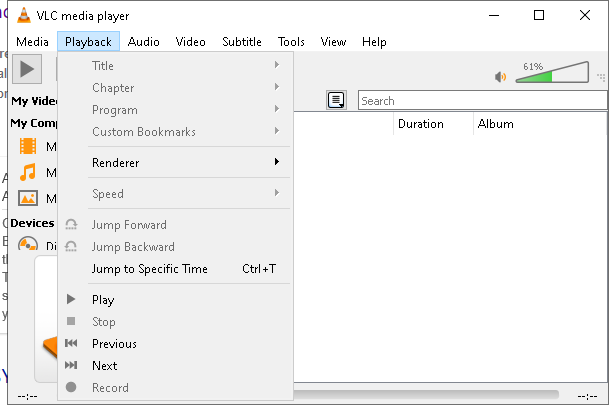 VLC media player
Media Playback Audio Video Subtitle Tools View Help
61%
Title
Chapter
Program
Custom Bookmarks
Renderer
Speed
Jump Forward
Jump Backward
Jump to Specific Time Ctrl+T
Play
Stop
Previous
Next
Record
Search
Duration Album
My Vide
My Comp
M
M
M
Devices
Di
--:-- --:--